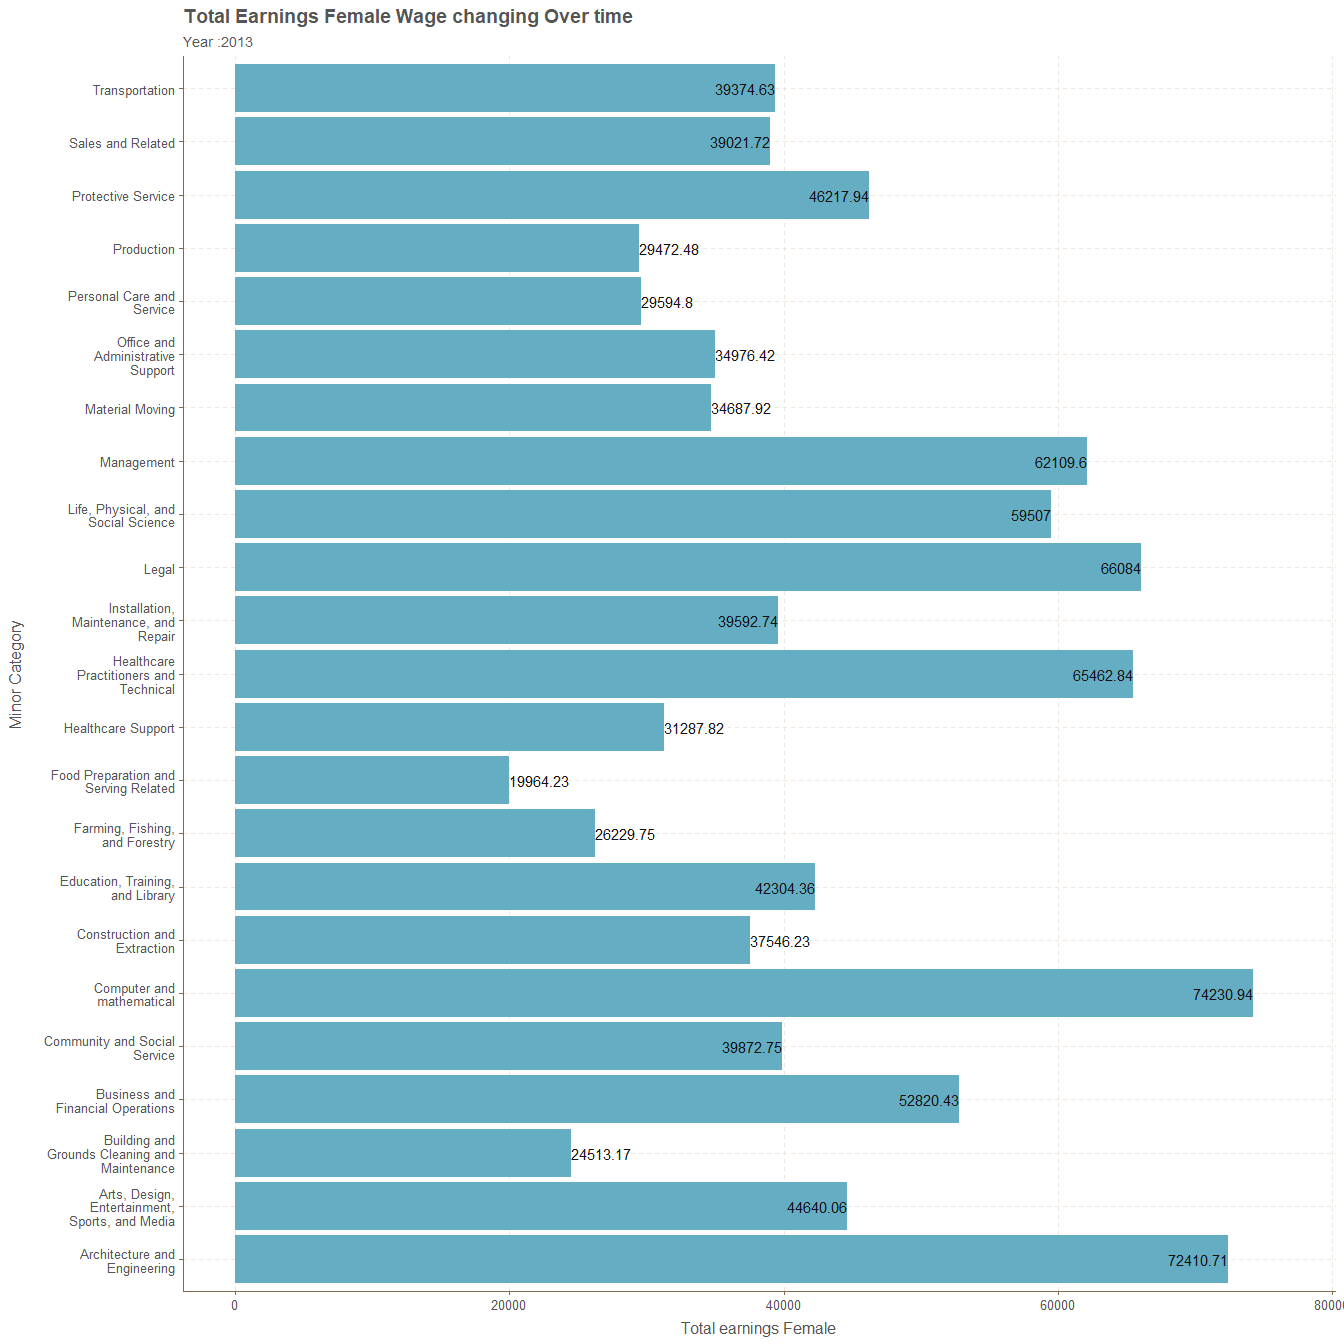 Total Earnings Female Wage changing Over time
Year :2013
Transportation
39374.63
Sales and Related
39021.72
Protective Service
46217.94
Production
29472.48
Personal Care and
Service
29594.8
Office and
Administrative
Support
34976.42
Material Moving
34687.92
Management
62109.6
Life, Physical, and
Social Science
59507
Legal
66084
Installation,
Maintenance, and
Repair
39592.74
Healthcare
Practitioners and
Technical
65462.84
Healthcare Support
31287.82
Food Preparation and
Serving Related
19964.23
Farming, Fishing,
and Forestry
26229.75
Education, Training,
and Library
42304.36
Construction and
Extraction
37546.23
Computer and
mathematical
74230.94
Community and Social
Service
39872.75
Business and
Financial Operations
52820.43
Building and
Grounds Cleaning and
Maintenance
24513.17
Arts, Design,
Entertainment,
Sports, and Media
44640.06
Architecture and
Engineering
72410.71
Minor Category
0
20000
40000
60000
80000
Total earnings Female